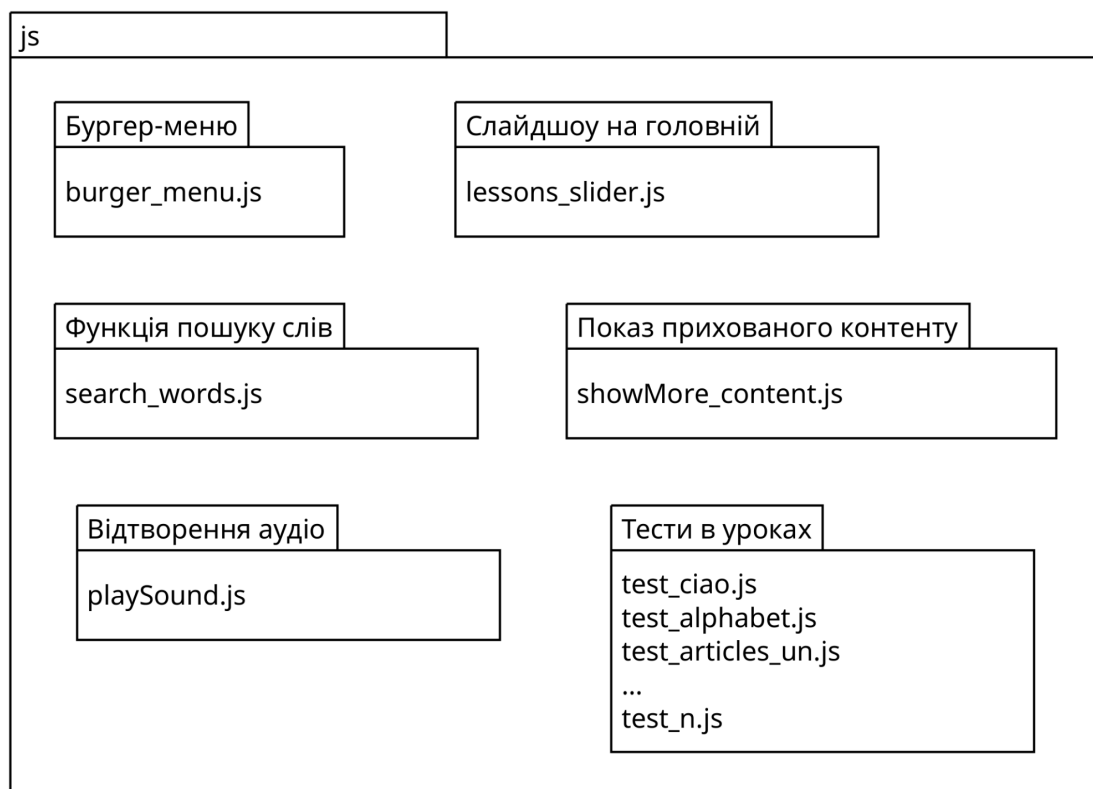 js
Бургер-меню
burger_menu.js
Слайдшоу на головній
lessons_slider.js
Функція пошуку слів
search_words.js
Показ прихованого контенту
showMore_content.js
Відтворення аудіо
playSound.js
Тести в уроках
test_ciao.js
test_alphabet.js
test_articles_un.js
...
test_n.js